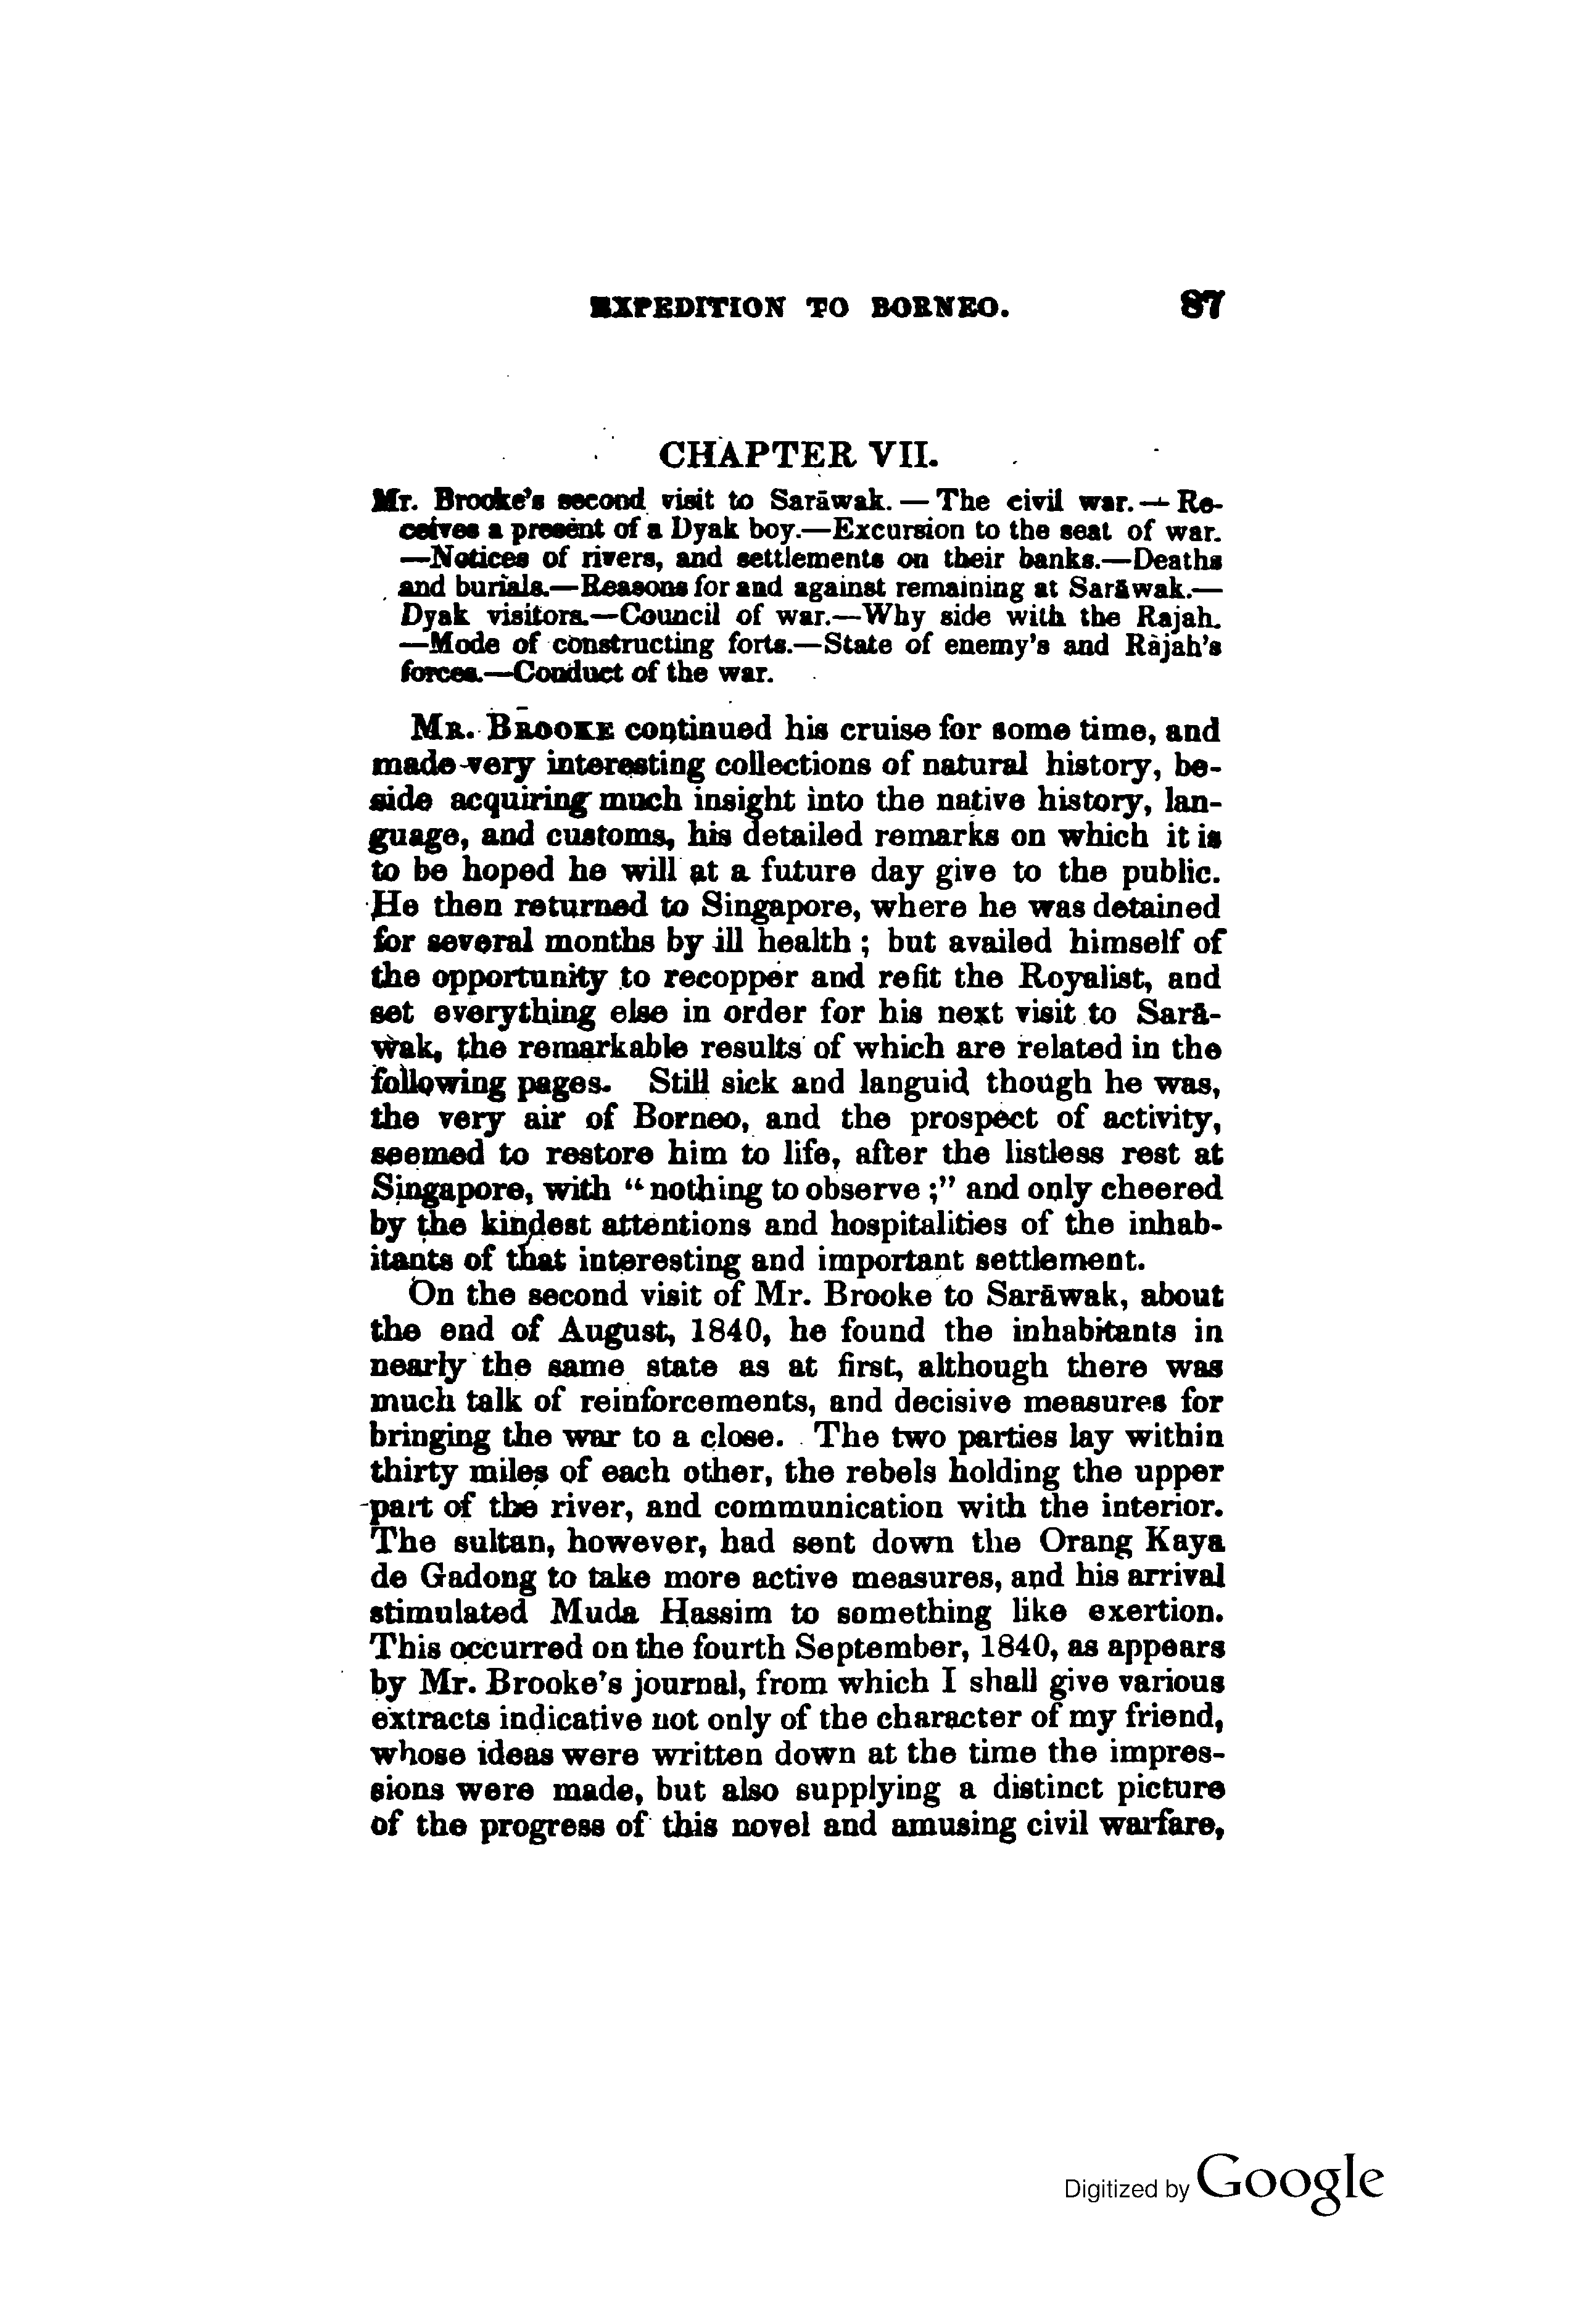 EXPEDITION TO BORNEO. 87
CHAPTER VII.
Mr. Brooke's second visit to Sarāwak. — The civil war. — Re-
ceives a present of a Dyak boy.—Excursion to the seat of war.
—Notices of rivers, and settlements on their banks.—Deaths
and burials.—Reasons for and against remaining at Sarāwak.—
Dyak visitors.—Council of war.—Why side with the Rajah.
—Mode of constructing forts.—State of enemy's and Rajah's
forces.—Conduct of the war.
MR. BROOKE continued his cruise for some time, and
made very interesting collections of natural history, be-
side acquiring much insight into the native history, lan-
guage, and customs, his detailed remarks on which it is
to be hoped he will at a future day give to the public.
He then returned to Singapore, where he was detained
for several months by ill health ; but availed himself of
the opportunity to recopper and refit the Royalist, and
set everything else in order for his next visit to Sarā-
wak, the remarkable results of which are related in the
following pages. Still sick and languid though he was,
the very air of Borneo, and the prospect of activity,
seemed to restore him to life, after the listless rest at
Singapore, with “ nothing to observe ;” and only cheered
by the kindest attentions and hospitalities of the inhab-
itants of that interesting and important settlement.
On the second visit of Mr. Brooke to Sarāwak, about
the end of August, 1840, he found the inhabitants in
nearly the same state as at first, although there was
much talk of reinforcements, and decisive measures for
bringing the war to a close. The two parties lay within
thirty miles of each other, the rebels holding the upper
part of the river, and communication with the interior.
The sultan, however, had sent down the Orang Kaya
de Gadong to take more active measures, and his arrival
stimulated Muda Hassim to something like exertion.
This occurred on the fourth September, 1840, as appears
by Mr. Brooke's journal, from which I shall give various
extracts indicative not only of the character of my friend,
whose ideas were written down at the time the impres-
sions were made, but also supplying a distinct picture
of the progress of this novel and amusing civil warfare,
Digitized by Google